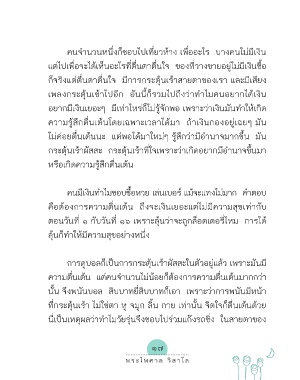 คนจำนวนหนึ่งก็ชอบไปเที่ยวห้าง เพื่ออะไร บางคนไม่มีเงิน
แต่ไปเพื่อจะได้เห็นอะไรที่ตื่นตาตื่นใจ ของที่วางขายอยู่ไม่มีเงินซื้อ
ก็จริงแต่ตื่นตาตื่นใจ มีการกระตุ้นเร้าสายตาของเรา และมีเสียง
เพลงกระตุ้นเข้าไปอีก อันนี้ก็รวมไปถึงว่าทำไมคนอยากได้เงิน
อยากมีเงินเยอะๆ มีเท่าไหร่ก็ไม่รู้จักพอ เพราะว่าเงินมันทำให้เกิด
ความรู้สึกตื่นเต้นโดยเฉพาะเวลาได้มา ถ้าเงินกองอยู่เฉยๆ มัน
ไม่ค่อยตื่นเต้นนะ แต่พอได้มาใหม่ๆ รู้สึกว่ามีอำนาจมากขึ้น มัน
กระตุ้นเร้าผัสสะ กระตุ้นเร้าที่ใจเพราะว่าเกิดอยากมีอำนาจขึ้นมา
หรือเกิดความรู้สึกตื่นเต้น
คนมีเงินทำไมชอบซื้อหวย เล่นเบอร์ แม้จะแทงไม่มาก คำตอบ
คือต้องการความตื่นเต้น ถึงจะเงินเยอะแต่ไม่มีความสุขเท่ากับ
ตอนวันที่ ๑ กับวันที่ ๑๖ เพราะลุ้นว่าจะถูกล็อตเตอรี่ไหม การได้
ลุ้นก็ทำให้มีความสุขอย่างหนึ่ง
การดูบอลก็เป็นการกระตุ้นเร้าผัสสะในตัวอยู่แล้ว เพราะมันมี
ความตื่นเต้น แต่คนจำนวนไม่น้อยก็ต้องการความตื่นเต้นมากกว่า
นั้น จึงพนันบอล สิบบาทยี่สิบบาทก็เอา เพราะว่าการพนันมีหน้า
ที่กระตุ้นเร้า ไม่ใช่ตา หู จมูก ลิ้น กาย เท่านั้น จิตใจก็ตื่นเต้นด้วย
นี่เป็นเหตุผลว่าทำไมวัยรุ่นจึงชอบไปร่วมแก๊งรถซิ่ง ในสายตาของ
๑๗
พระไพศาล วิสาโล